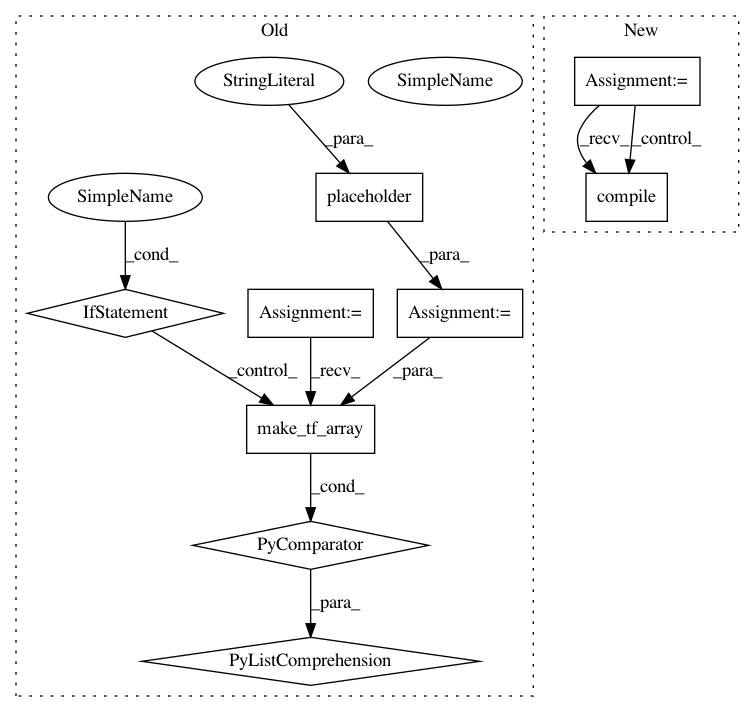 Old
New
StringLiteral
SimpleName
Assignment:=
_para_
_recv_
_control_
SimpleName
placeholder
compile
_cond_
_para_
IfStatement
Assignment:=
Assignment:=
_control_
_recv_
_para_
make_tf_array
_cond_
PyComparator
_para_
PyListComprehension